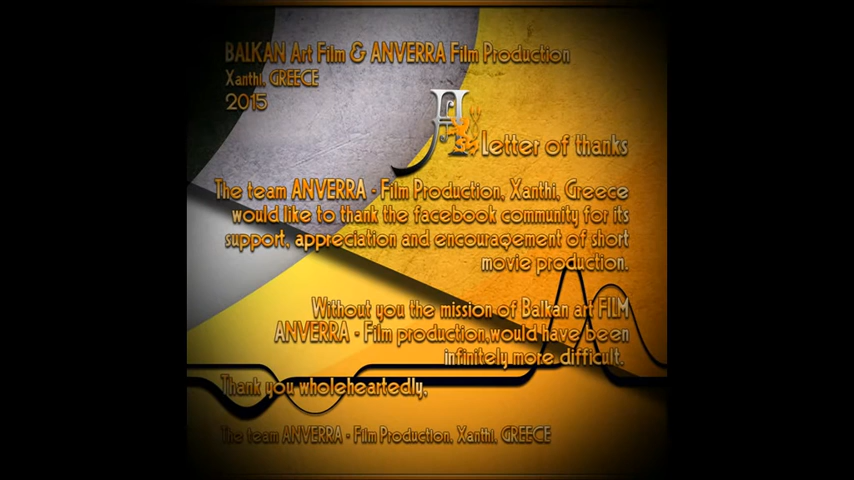 BALKAN Art Film & ANVERRA Film Production
Xanthi, GREECE
2015
A Letter of thanks
The team ANVERRA - Film Production, Xanthi, Greece
would like to thank the facebook community for its
support, appreciation and encouragement of short
movie production.
Without you the mission of Balkan art FILM
ANVERRA - Film production,would have been
infinitely more difficult.
Thank you wholeheartedly,
The team ANVERRA - Film Production, Xanthi, GREECE